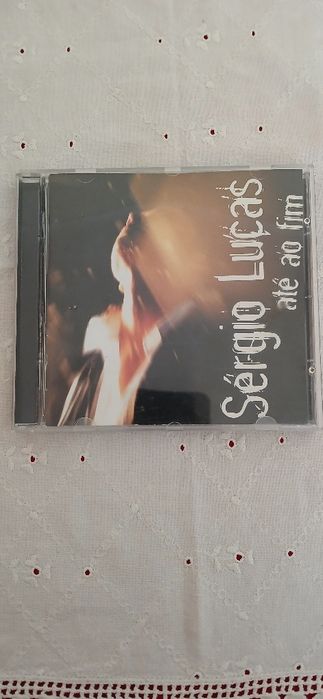 Sérgio Lucas
até ao fim